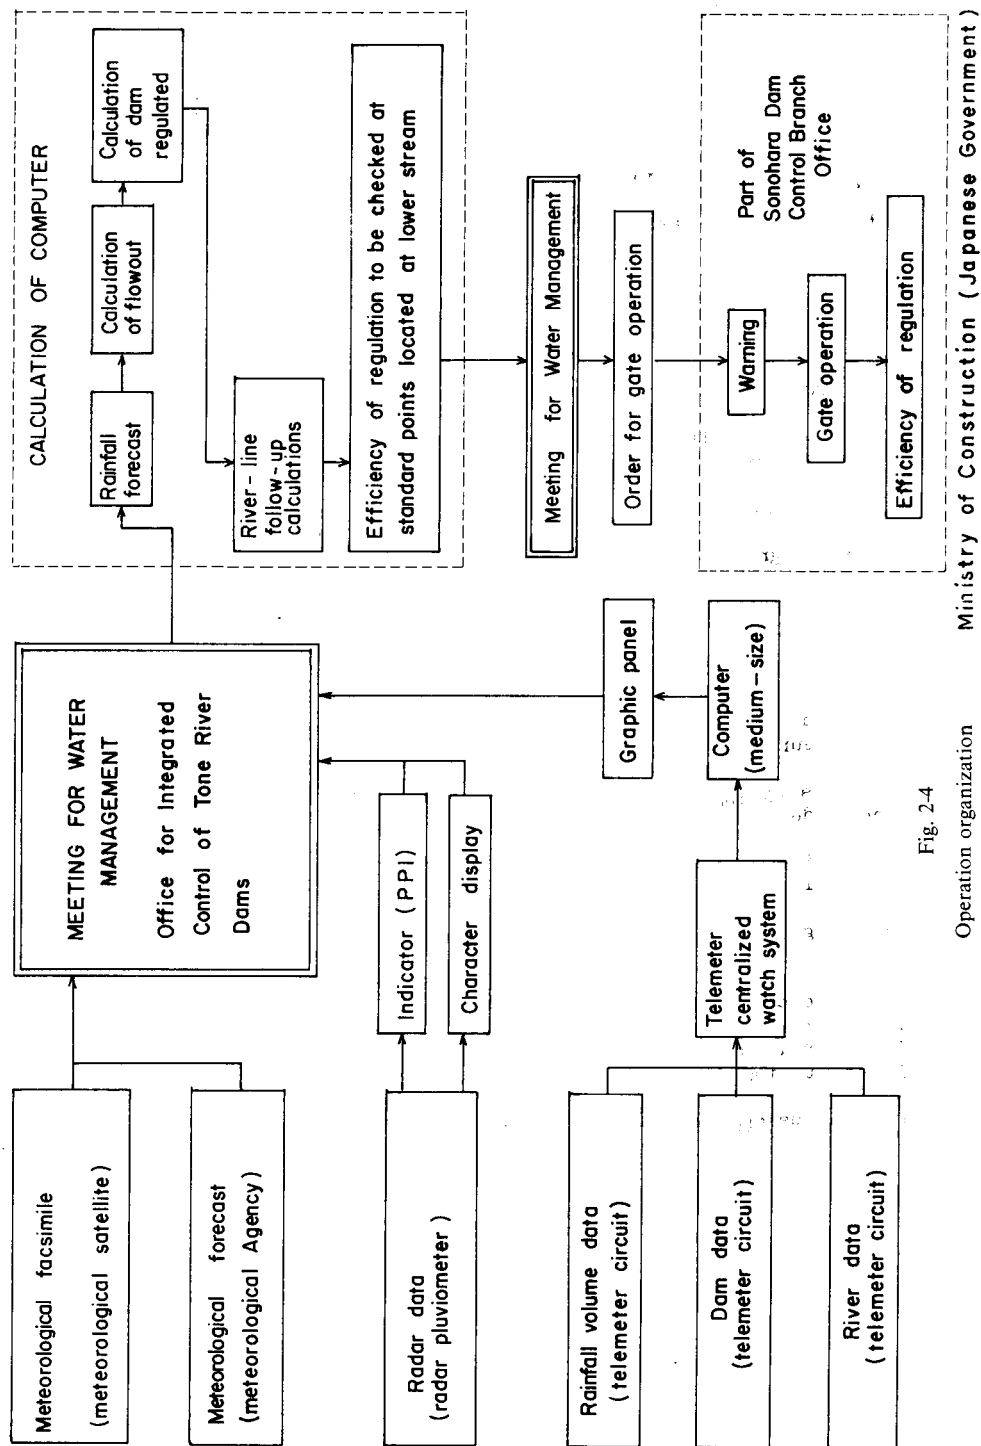 Meteorological facsimile
(meteorological satellite)
Meteorological forecast
(meteorological Agency)
Radar data
(radar pluviometer)
Rainfall volume data
(telemeter circuit)
Dam data
(telemeter circuit)
River data
(telemeter circuit)
MEETING FOR WATER
MANAGEMENT
Office for Integrated
Control of Tone River
Dams
Indicator (PPI)
Character display
Telemeter
centralized
watch system
Computer
(medium-size)
Graphic panel
CALCULATION OF COMPUTER
Rainfall
forecast
Calculation
of flowout
Calculation
of dam
regulated
River-line
follow-up
calculations
Efficiency of regulation to be checked at
standard points located at lower stream
Meeting for Water Management
Order for gate operation
Part of
Sonohara Dam
Control Branch
Office
Warning
Gate operation
Efficiency of regulation
Ministry of Construction (Japanese Government)
Fig. 2-4
Operation organization